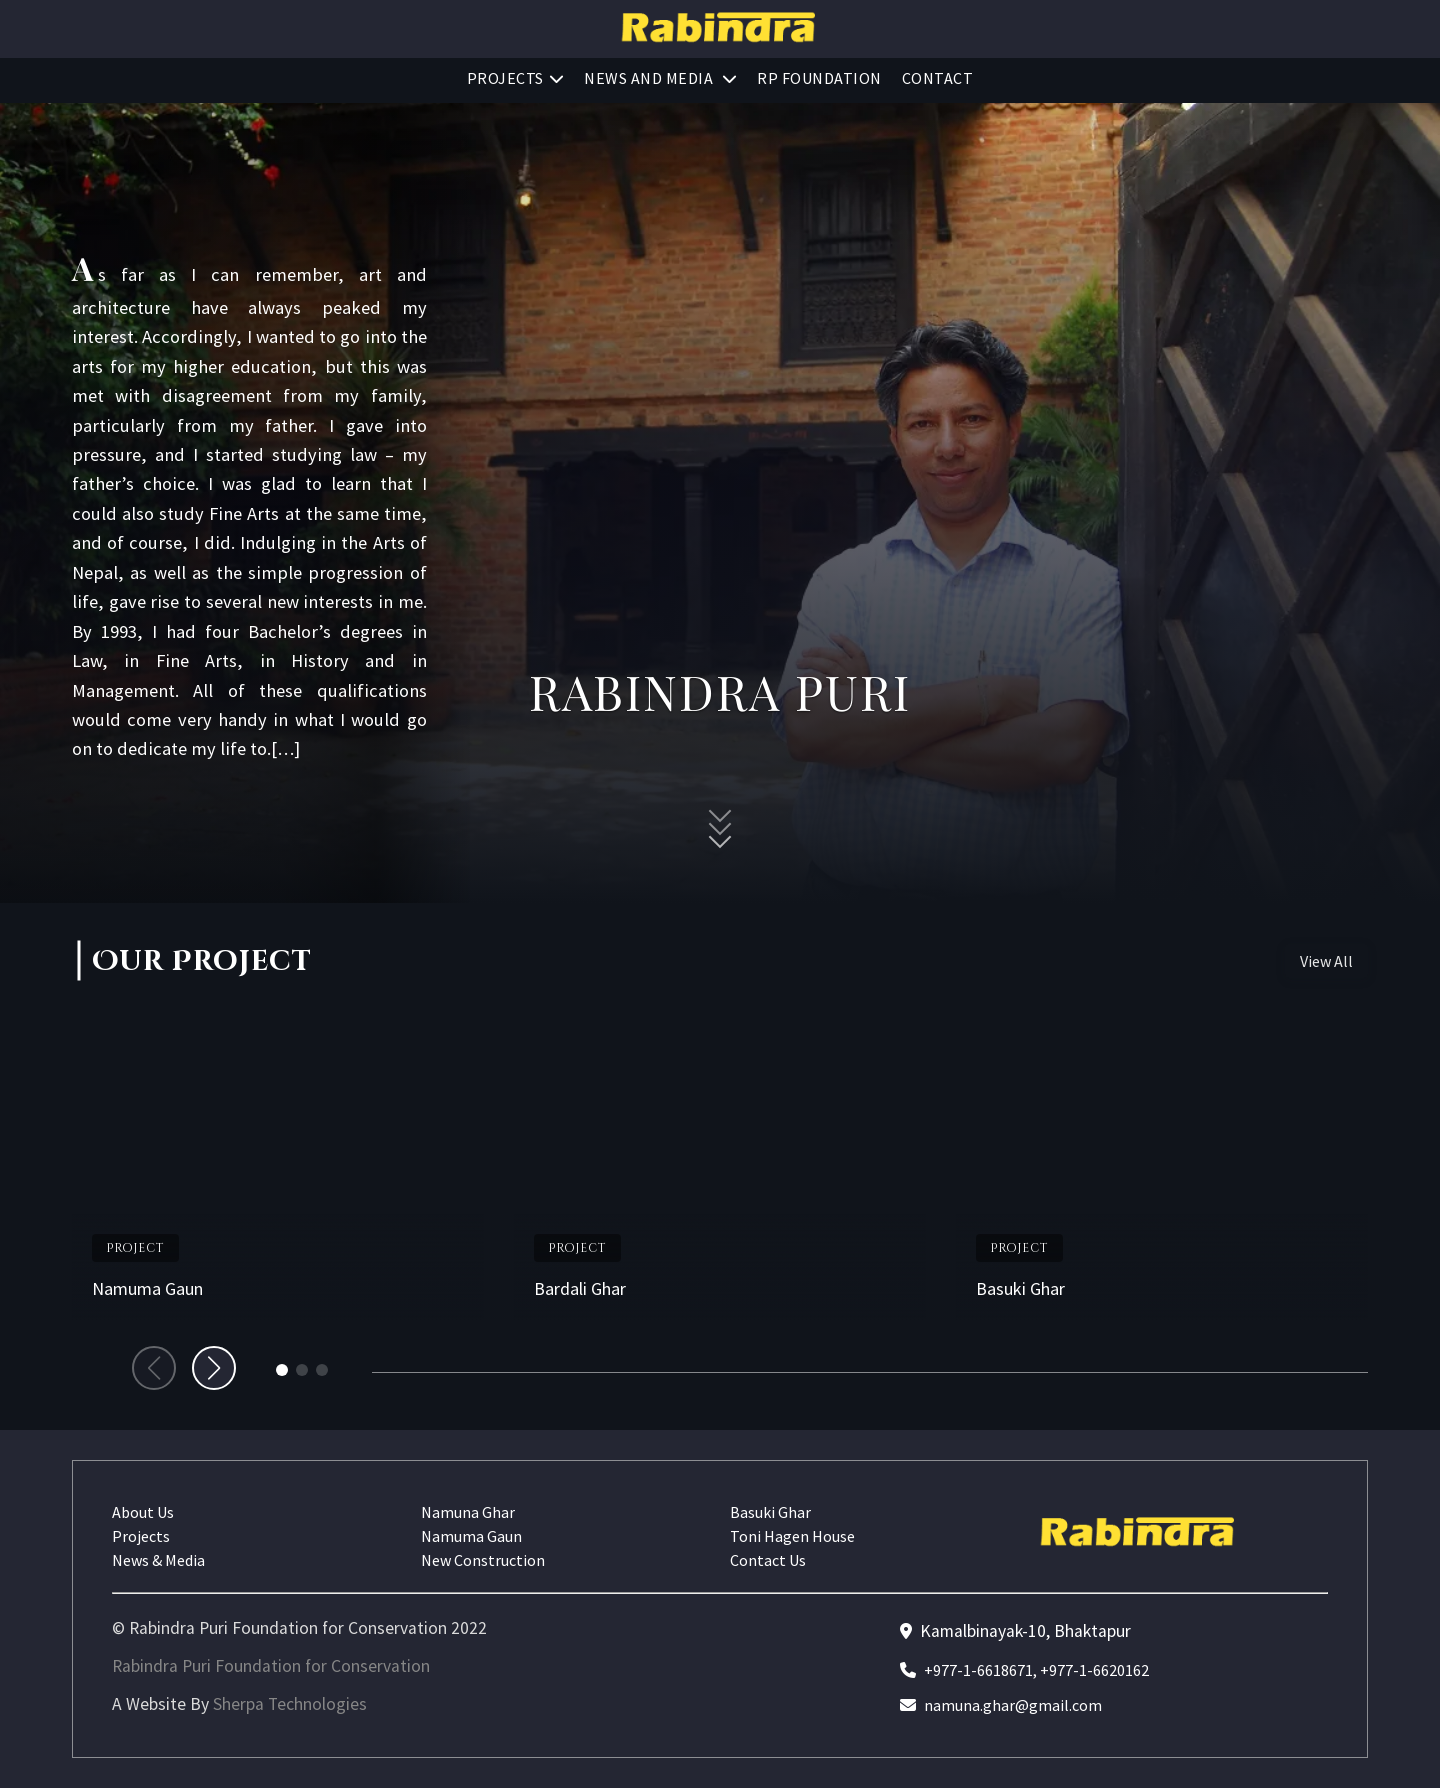 Rabindra
PROJECTS
NEWS AND MEDIA
RP FOUNDATION
CONTACT
As far as I can remember, art and
architecture have always peaked my
interest. Accordingly, I wanted to go into the
arts for my higher education, but this was
met with disagreement from my family,
particularly from my father. I gave into
pressure, and I started studying law – my
father’s choice. I was glad to learn that I
could also study Fine Arts at the same time,
and of course, I did. Indulging in the Arts of
Nepal, as well as the simple progression of
life, gave rise to several new interests in me.
By 1993, I had four Bachelor’s degrees in
Law, in Fine Arts, in History and in
Management. All of these qualifications
would come very handy in what I would go
on to dedicate my life to.[…]
RABINDRA PURI
OUR PROJECT
View All
PROJECT
Namuma Gaun
PROJECT
Bardali Ghar
PROJECT
Basuki Ghar
About Us
Projects
News & Media
Namuna Ghar
Namuma Gaun
New Construction
Basuki Ghar
Toni Hagen House
Contact Us
Rabindra
© Rabindra Puri Foundation for Conservation 2022
Rabindra Puri Foundation for Conservation
A Website By Sherpa Technologies
Kamalbinayak-10, Bhaktapur
+977-1-6618671, +977-1-6620162
namuna.ghar@gmail.com